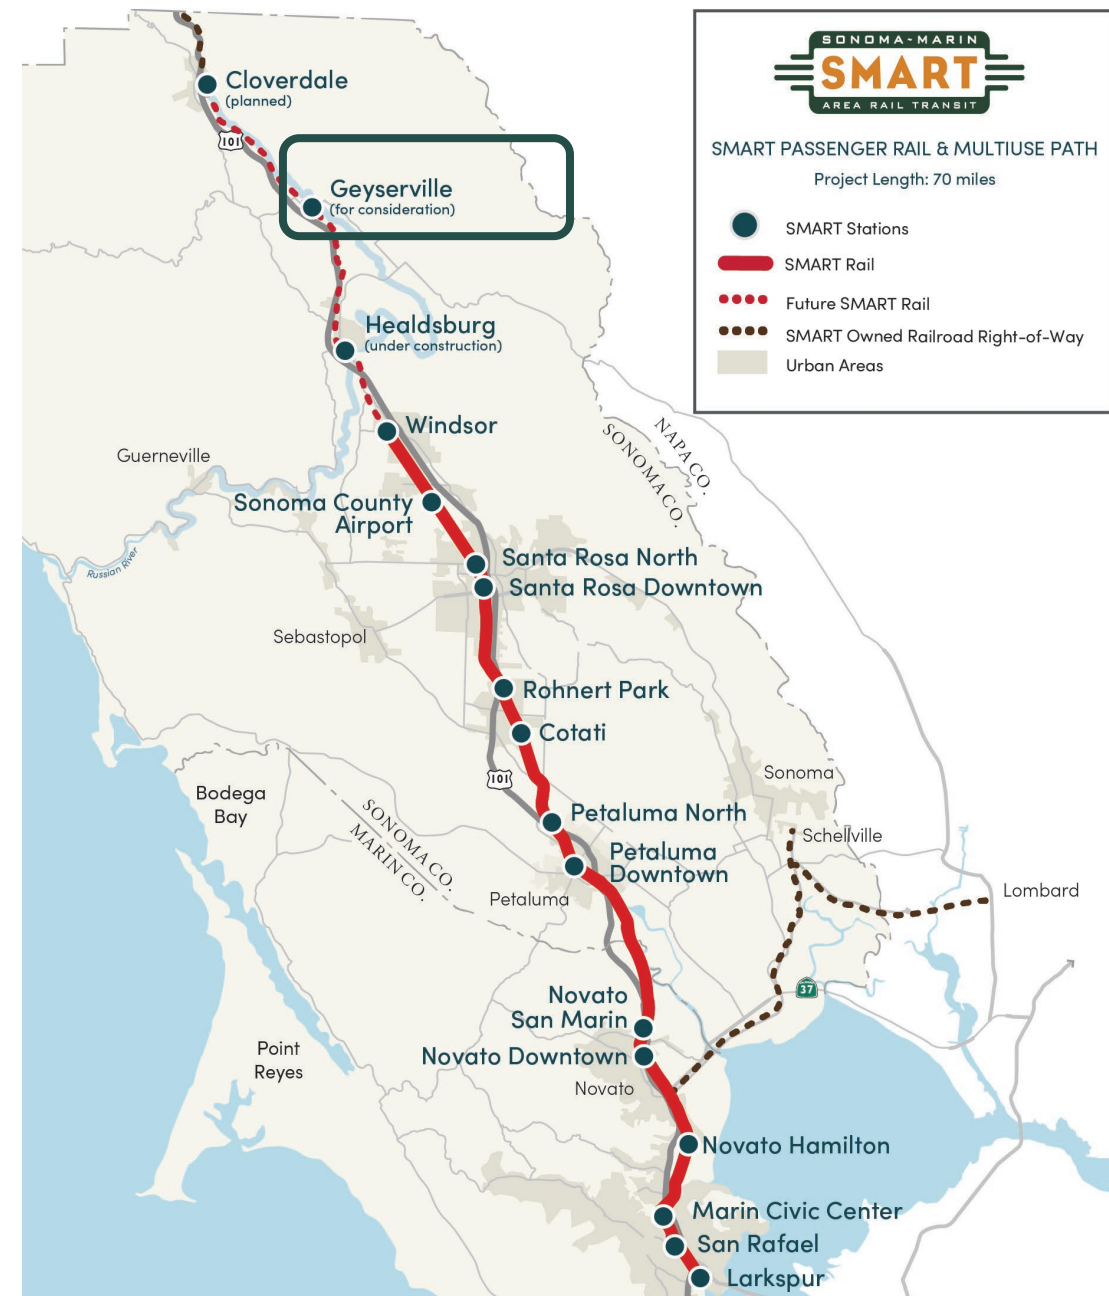 SONOMA-MARIN
SMART
AREA RAIL TRANSIT
SMART PASSENGER RAIL & MULTIUSE PATH
Project Length: 70 miles
SMART Stations
SMART Rail
Future SMART Rail
SMART Owned Railroad Right-of-Way
Urban Areas
Cloverdale
(planned)
101
Geyserville
(for consideration)
Healdsburg
(under construction)
Windsor
NAPA CO.
SONOMA CO.
Guerneville
Sonoma County
Airport
Russian River
Santa Rosa North
Santa Rosa Downtown
Sebastopol
Rohnert Park
Cotati
101
Sonoma
Bodega
Bay
SONOMA CO.
MARIN CO.
Petaluma North
Schellville
Petaluma
Downtown
Petaluma
Lombard
Novato
San Marin
37
Novato Downtown
Point
Reyes
Novato
Novato Hamilton
Marin Civic Center
San Rafael
Larkspur